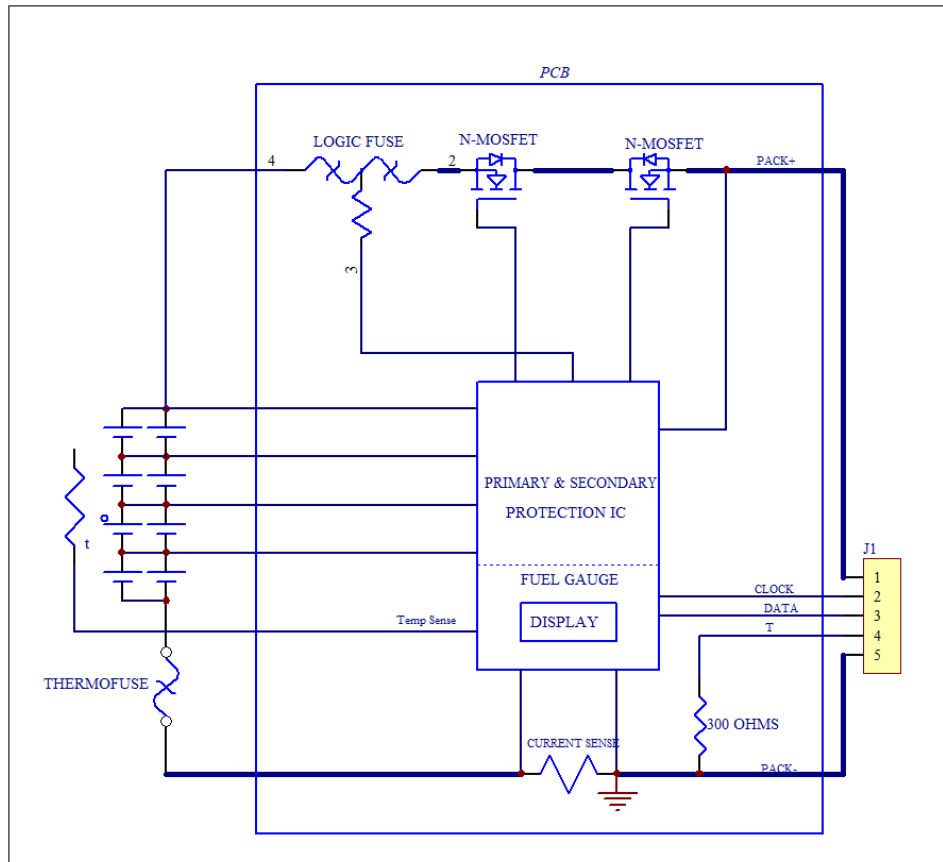 PCB
LOGIC FUSE
N-MOSFET
N-MOSFET
4
2
PACK+
3
PRIMARY & SECONDARY
PROTECTION IC
t
FUEL GAUGE
J1
1
CLOCK
2
DATA
3
Temp Sense
DISPLAY
T
4
5
THERMOFUSE
300 OHMS
CURRENT SENSE
PACK-